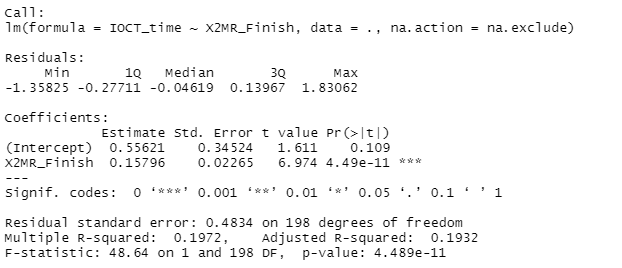 Call:
lm(formula = IOCT_time ~ X2MR_Finish, data = ., na.action = na.exclude)
Residuals:
Min 1Q Median 3Q Max
-1.35825 -0.27711 -0.04619 0.13967 1.83062
Coefficients:
Estimate Std. Error t value Pr(>|t|)
(Intercept) 0.55621 0.34524 1.611 0.109
X2MR_Finish 0.15796 0.02265 6.974 4.49e-11 ***
---
Signif. codes: 0 ‘***’ 0.001 ‘**’ 0.01 ‘*’ 0.05 ‘.’ 0.1 ‘ ’ 1
Residual standard error: 0.4834 on 198 degrees of freedom
Multiple R-squared: 0.1972, Adjusted R-squared: 0.1932
F-statistic: 48.64 on 1 and 198 DF, p-value: 4.489e-11